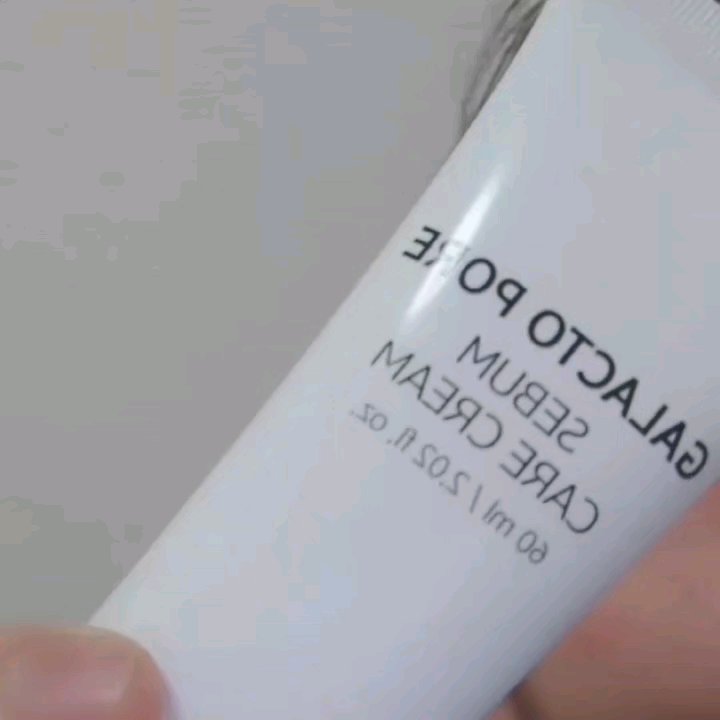 GALACTO PORE
SEBUM
CARE CREAM
60 ml / 2.02 fl. oz.